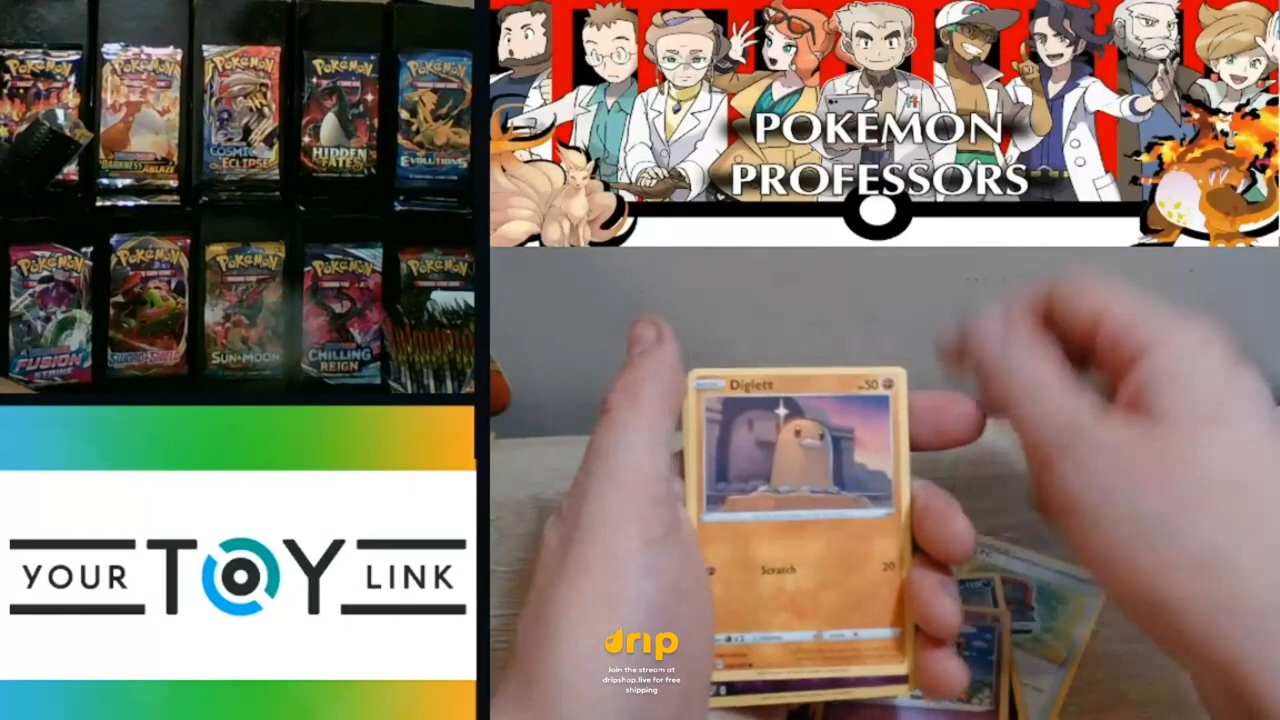 POKÉMON
POKÉMON
POKÉMON
POKÉMON
POKÉMON
DARKNESS ABLAZE
COSMIC ECLIPSE
HIDDEN FATES
EVOLUTIONS
POKÉMON
POKÉMON
POKÉMON
POKÉMON
POKÉMON
FUSION STRIKE
SWORD & SHIELD
SUN & MOON
CHILLING REIGN
YOUR TOY LINK
POKÉMON
PROFESSORS
Diglett 50
Scratch 20
drip
Join the stream at
dripshop.live for free
shipping